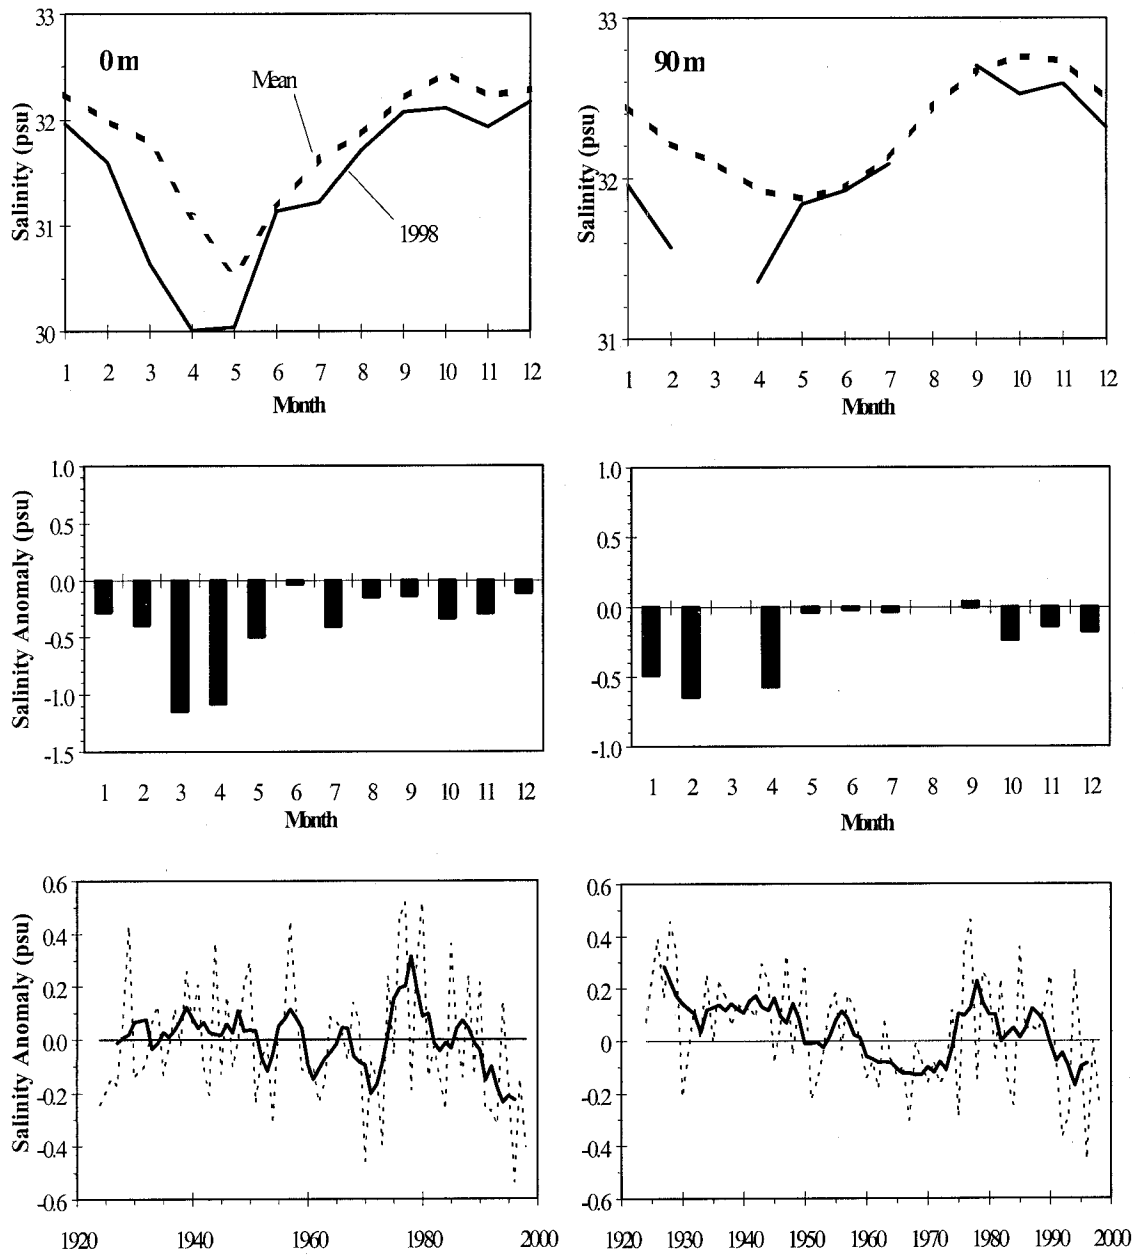 33
32
31
30
Salinity (psu)
0 m
Mean
1998
1 2 3 4 5 6 7 8 9 10 11 12
Month
33
32
31
Salinity (psu)
90 m
1 2 3 4 5 6 7 8 9 10 11 12
Month
1.0
0.5
0.0
-0.5
-1.0
-1.5
Salinity Anomaly (psu)
1 2 3 4 5 6 7 8 9 10 11 12
Month
1.0
0.5
0.0
-0.5
-1.0
1 2 3 4 5 6 7 8 9 10 11 12
Month
0.6
0.4
0.2
0.0
-0.2
-0.4
-0.6
Salinity Anomaly (psu)
1920 1940 1960 1980 2000
0.6
0.4
0.2
0
-0.2
-0.4
-0.6
1920 1930 1940 1950 1960 1970 1980 1990 2000